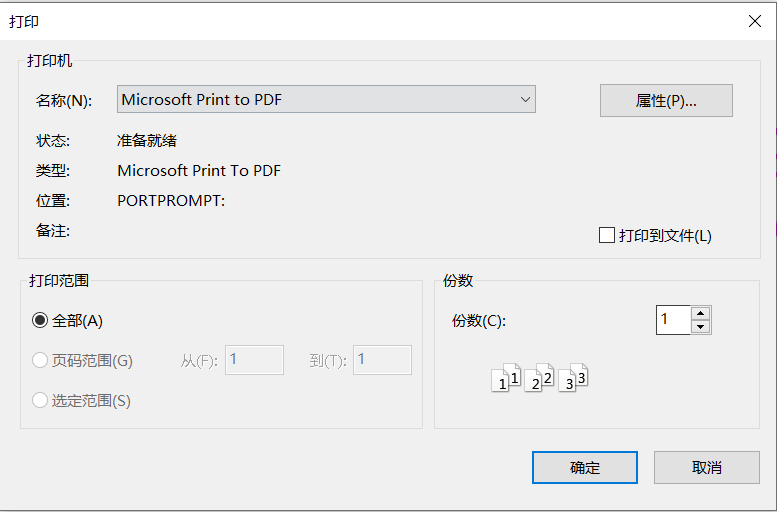 打印
打印机
名称(N): Microsoft Print to PDF 属性(P)...
状态: 准备就绪
类型: Microsoft Print To PDF
位置: PORTPROMPT:
备注:
打印到文件(L)
打印范围
全部(A)
页码范围(G) 从(F): 1 到(T): 1
选定范围(S)
份数
份数(C): 1
1 1 2 2 3 3
确定 取消